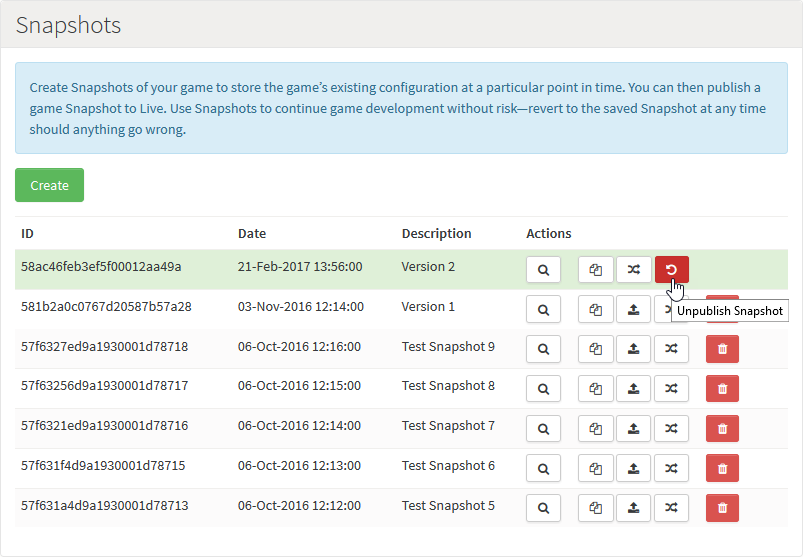 Snapshots
Create Snapshots of your game to store the game’s existing configuration at a particular point in time. You can then publish a
game Snapshot to Live. Use Snapshots to continue game development without risk—revert to the saved Snapshot at any time
should anything go wrong.
Create
ID Date Description Actions
58ac46feb3ef5f00012aa49a 21-Feb-2017 13:56:00 Version 2
581b2a0c0767d20587b57a28 03-Nov-2016 12:14:00 Version 1
Unpublish Snapshot
57f6327ed9a1930001d78718 06-Oct-2016 12:16:00 Test Snapshot 9
57f63256d9a1930001d78717 06-Oct-2016 12:15:00 Test Snapshot 8
57f6321ed9a1930001d78716 06-Oct-2016 12:14:00 Test Snapshot 7
57f631f4d9a1930001d78715 06-Oct-2016 12:13:00 Test Snapshot 6
57f631a4d9a1930001d78713 06-Oct-2016 12:12:00 Test Snapshot 5